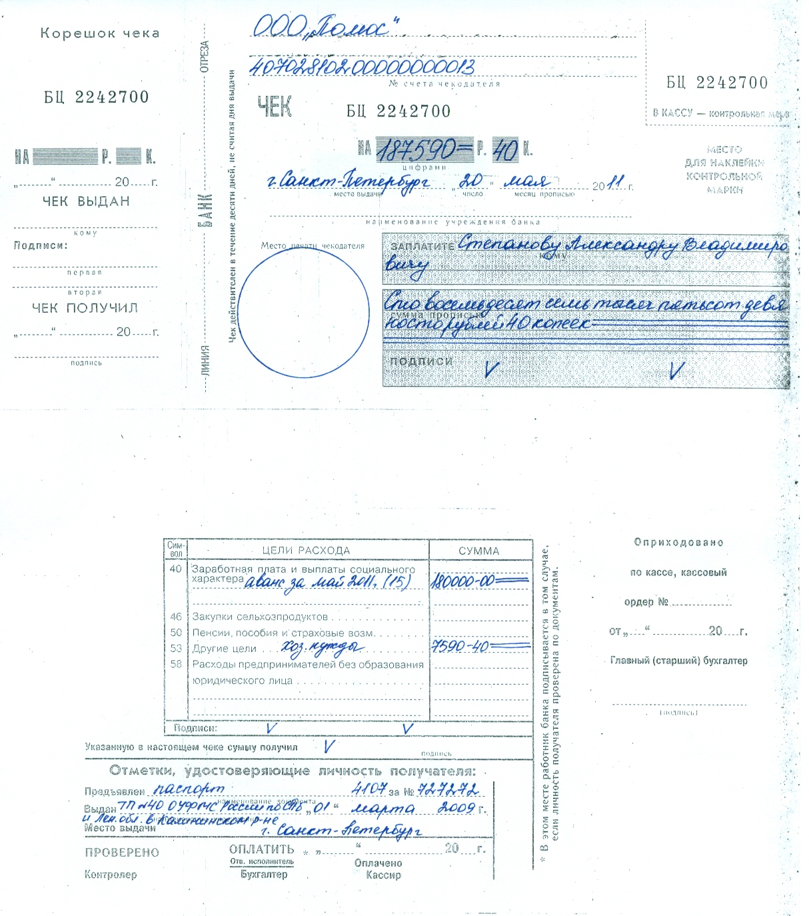 Корешок чека
БЦ 2242700
НА Р. К.
„ “ 20 г.
ЧЕК ВЫДАН
кому
Подписи:
первая
вторая
ЧЕК ПОЛУЧИЛ
„ “ 20 г.
подпись
ЛИНИЯ БАНК ОТРЕЗА
Чек действителен в течение десяти дней, не считая дня выдачи
ООО „Полюс“
40702810200000000013
№ счета чекодателя
ЧЕК БЦ 2242700
НА 187590= Р. 40 К.
цифрами
г. Санкт-Петербург „20“ мая 2011 г.
место выдачи число месяц прописью
наименование учреждения банка
БЦ 2242700
В КАССУ — контрольная марка
МЕСТО
ДЛЯ НАКЛЕЙКИ
КОНТРОЛЬНОЙ
МАРКИ
Место печати чекодателя
ЗАПЛАТИТЕ Степанову Александру Владимиро
кому
вичу
Сто восемьдесят семь тысяч пятьсот девя
сумма прописью
носто рублей 40 копеек
ПОДПИСИ V V
Сим-
вол ЦЕЛИ РАСХОДА СУММА
40 Заработная плата и выплаты социального
характера аванс за май 2011г. (15) 180000-00
46 Закупки сельхозпродуктов
50 Пенсии, пособия и страховые возм.
53 Другие цели хоз. нужды 7590-40
58 Расходы предпринимателей без образования
юридического лица
Подписи: V V
Указанную в настоящем чеке сумму получил V
подпись
Отметки, удостоверяющие личность получателя:
Предъявлен паспорт 4107 за № 727272
наименование документа
Выдан ТП №40 ОУФМС России по СПб „01“ марта 2009 г.
и Лен. обл. в Калининском р-не
Место выдачи г. Санкт-Петербург
ПРОВЕРЕНО ОПЛАТИТЬ * „ “ 20 г.
Отв. исполнитель Оплачено
Контролер Бухгалтер Кассир
* В этом месте работник банка подписывается в том случае,
если личность получателя проверена по документам.
Оприходовано
по кассе, кассовый
ордер №
от „ “ 20 г.
Главный (старший) бухгалтер
(подпись)